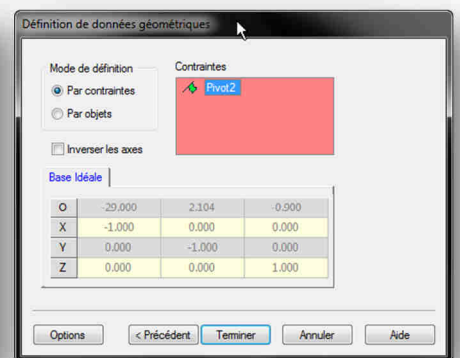 Définition de données géométriques
Mode de définition
Par contraintes
Par objets
Inverser les axes
Contraintes
Pivot2
Base Idéale
O -29.000 2.104 -0.900
X -1.000 0.000 0.000
Y 0.000 -1.000 0.000
Z 0.000 0.000 1.000
Options < Précédent Terminer Annuler Aide